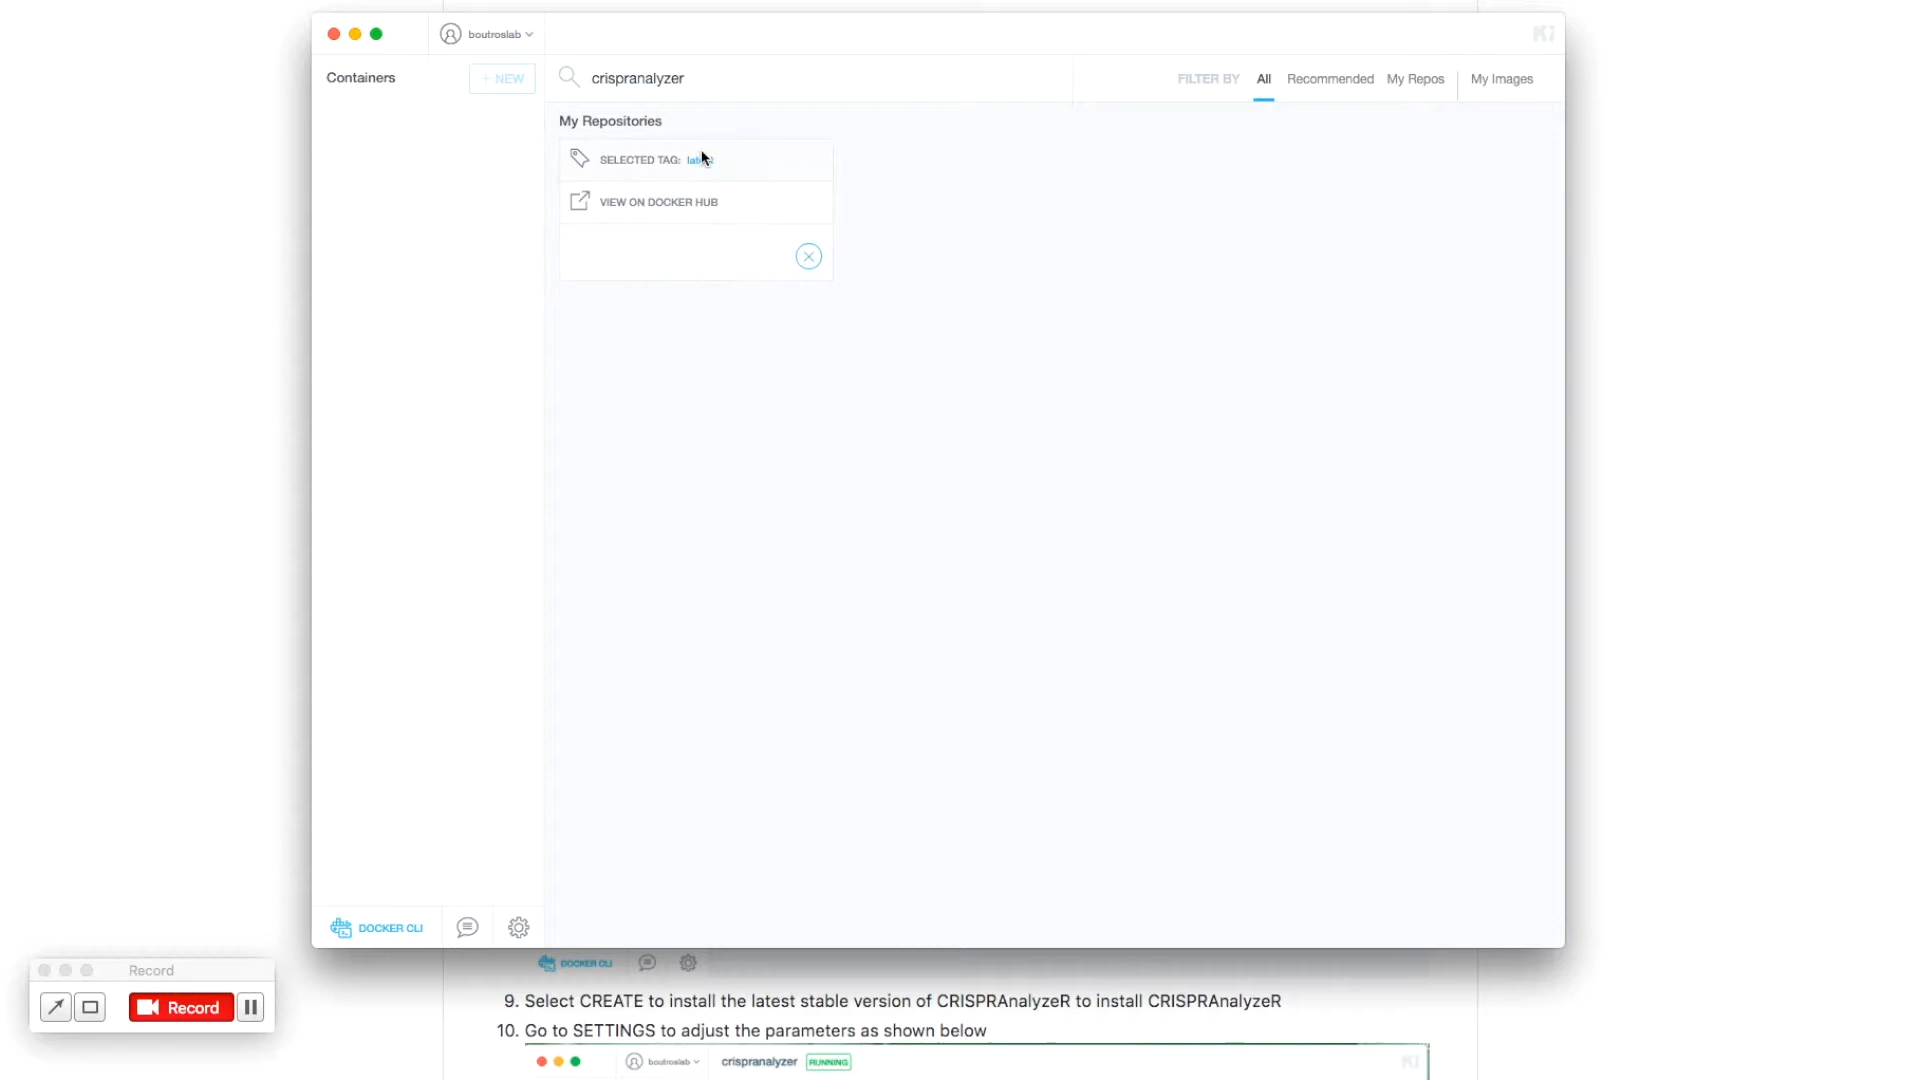 boutroslab
Containers
+ NEW
crispranalyzer
FILTER BY All Recommended My Repos My Images
My Repositories
SELECTED TAG: latest
VIEW ON DOCKER HUB
DOCKER CLI
DOCKER CLI
Record
Record
9. Select CREATE to install the latest stable version of CRISPRAnalyzeR to install CRISPRAnalyzeR
10. Go to SETTINGS to adjust the parameters as shown below
boutroslab crispranalyzer RUNNING